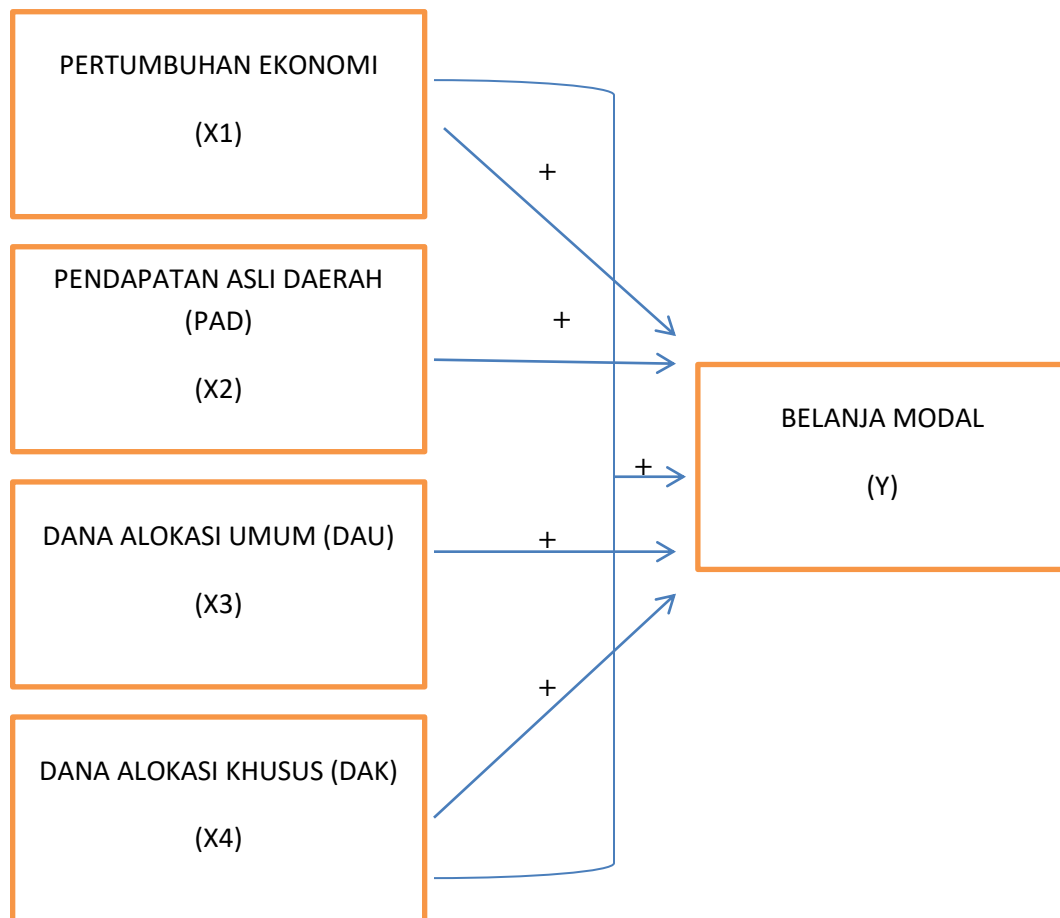 PERTUMBUHAN EKONOMI
(X1)
+
PENDAPATAN ASLI DAERAH
(PAD)
(X2)
+
BELANJA MODAL
(Y)
+
DANA ALOKASI UMUM (DAU)
(X3)
+
DANA ALOKASI KHUSUS (DAK)
(X4)
+